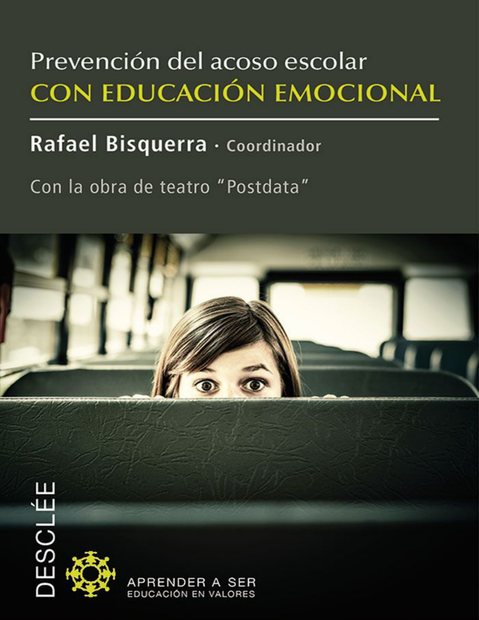 Prevención del acoso escolar
CON EDUCACIÓN EMOCIONAL
Rafael Bisquerra · Coordinador
Con la obra de teatro “Postdata”
DESCLÉE
APRENDER A SER
EDUCACIÓN EN VALORES